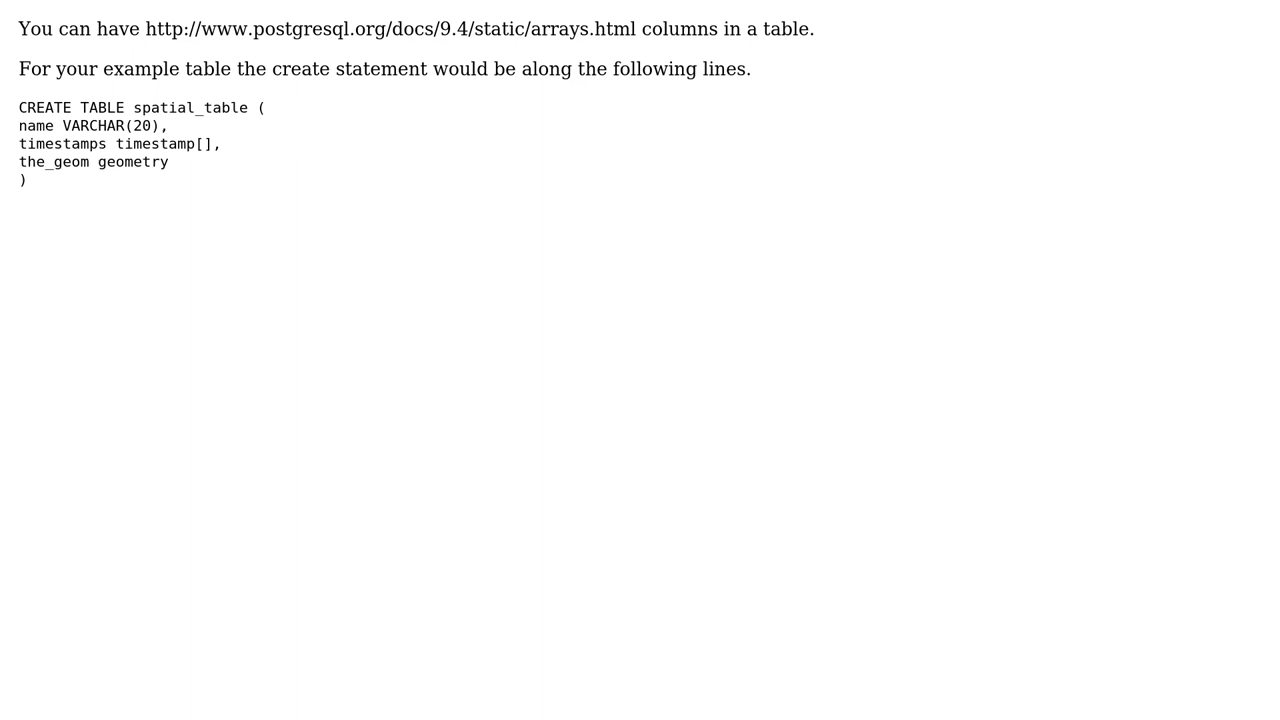 You can have http://www.postgresql.org/docs/9.4/static/arrays.html columns in a table.
For your example table the create statement would be along the following lines.
CREATE TABLE spatial_table (
name VARCHAR(20),
timestamps timestamp[],
the_geom geometry
)